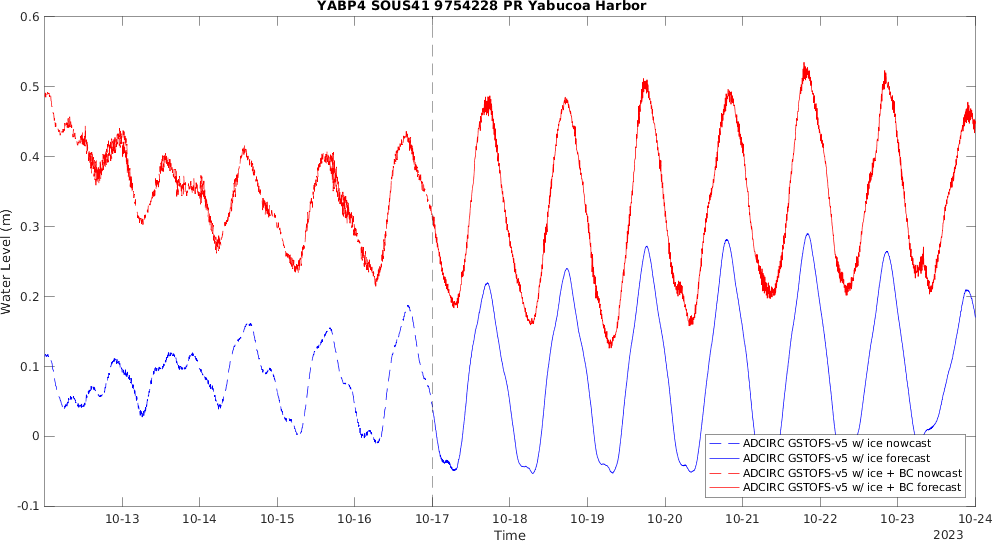 YABP4 SOUS41 9754228 PR Yabucoa Harbor
0.6
0.5
0.4
0.3
0.2
0.1
0
-0.1
Water Level (m)
10-13 10-14 10-15 10-16 10-17 10-18 10-19 10-20 10-21 10-22 10-23 10-24
Time
2023
ADCIRC GSTOFS-v5 w/ ice nowcast
ADCIRC GSTOFS-v5 w/ ice forecast
ADCIRC GSTOFS-v5 w/ ice + BC nowcast
ADCIRC GSTOFS-v5 w/ ice + BC forecast